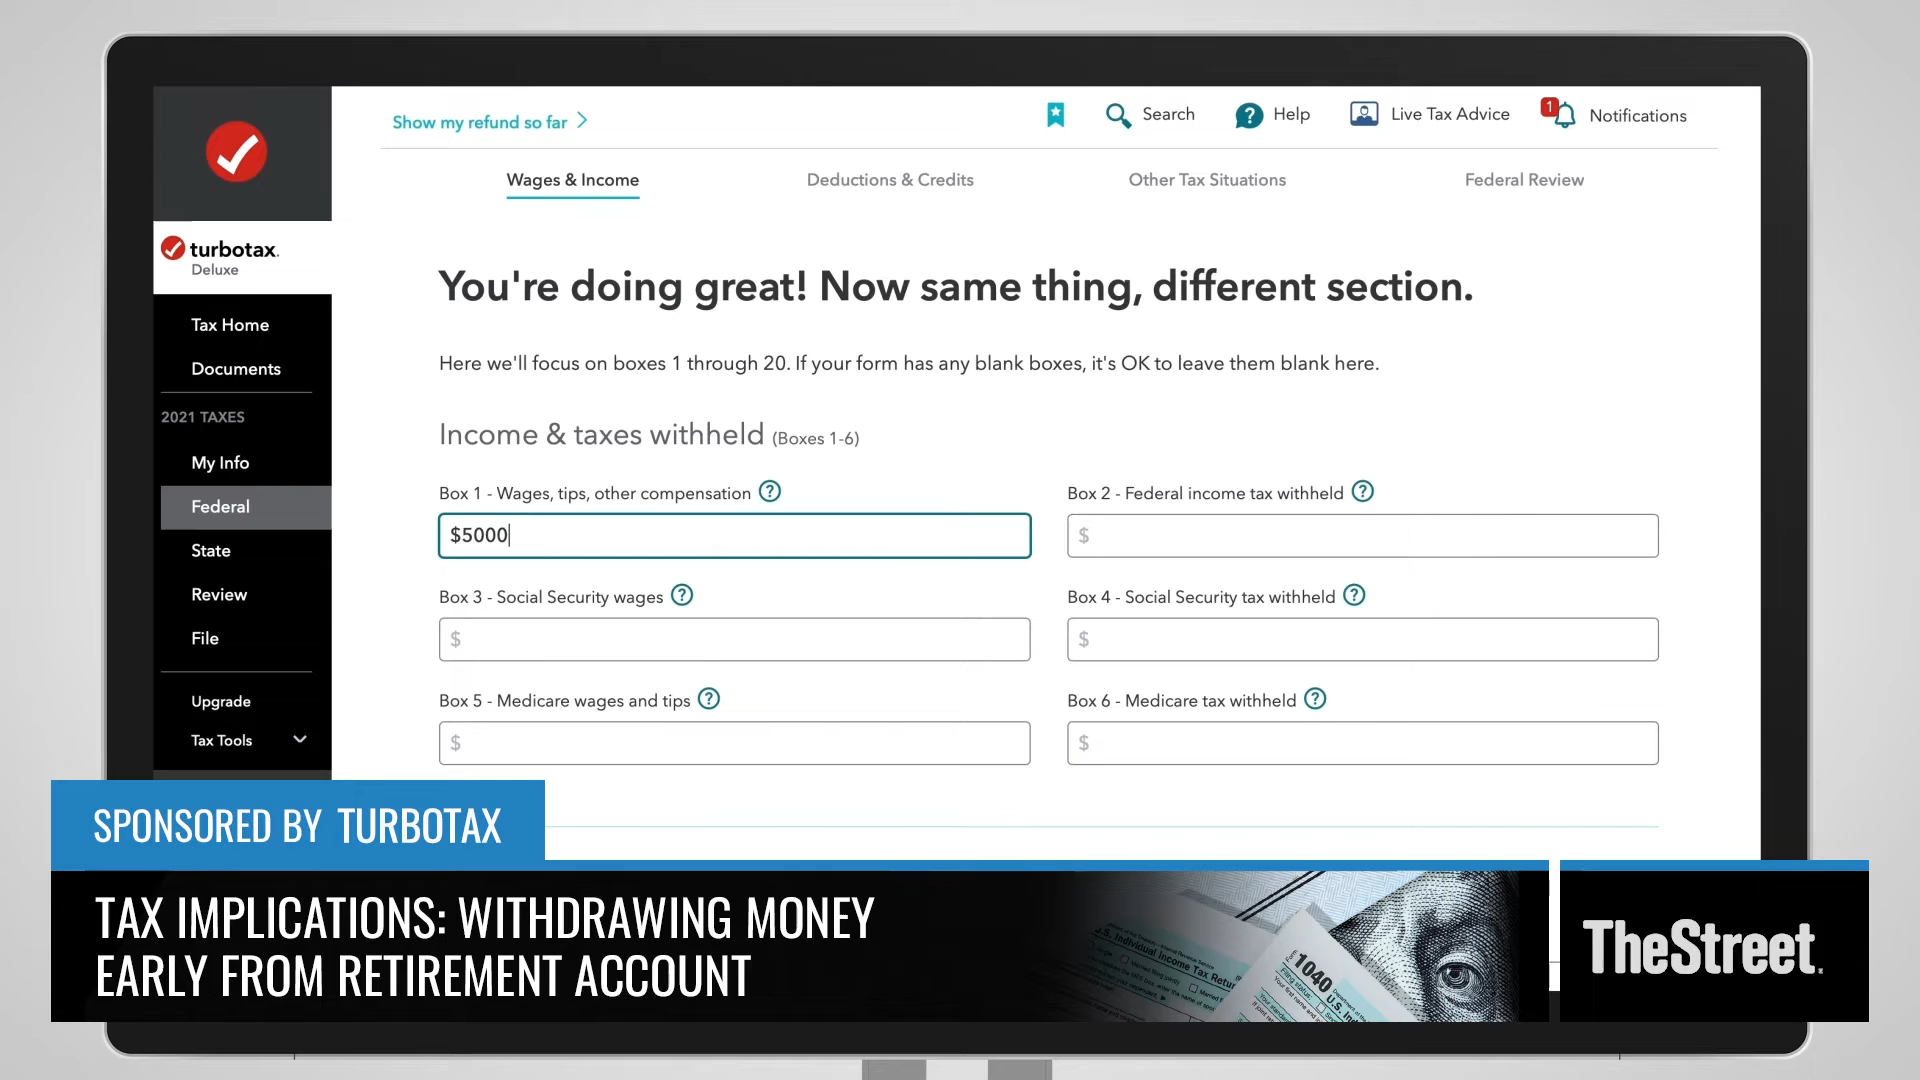 Show my refund so far
Search
Help
Live Tax Advice
1
Notifications
Wages & Income
Deductions & Credits
Other Tax Situations
Federal Review
turbotax.
Deluxe
Tax Home
Documents
2021 TAXES
My Info
Federal
State
Review
File
Upgrade
Tax Tools
You're doing great! Now same thing, different section.
Here we'll focus on boxes 1 through 20. If your form has any blank boxes, it's OK to leave them blank here.
Income & taxes withheld (Boxes 1-6)
Box 1 - Wages, tips, other compensation ?
$5000
Box 2 - Federal income tax withheld ?
$
Box 3 - Social Security wages ?
$
Box 4 - Social Security tax withheld ?
$
Box 5 - Medicare wages and tips ?
$
Box 6 - Medicare tax withheld ?
$
SPONSORED BY TURBOTAX
TAX IMPLICATIONS: WITHDRAWING MONEY
EARLY FROM RETIREMENT ACCOUNT
U.S. Individual Income Tax
Form 1040
U.S.
Filing status:
TheStreet.